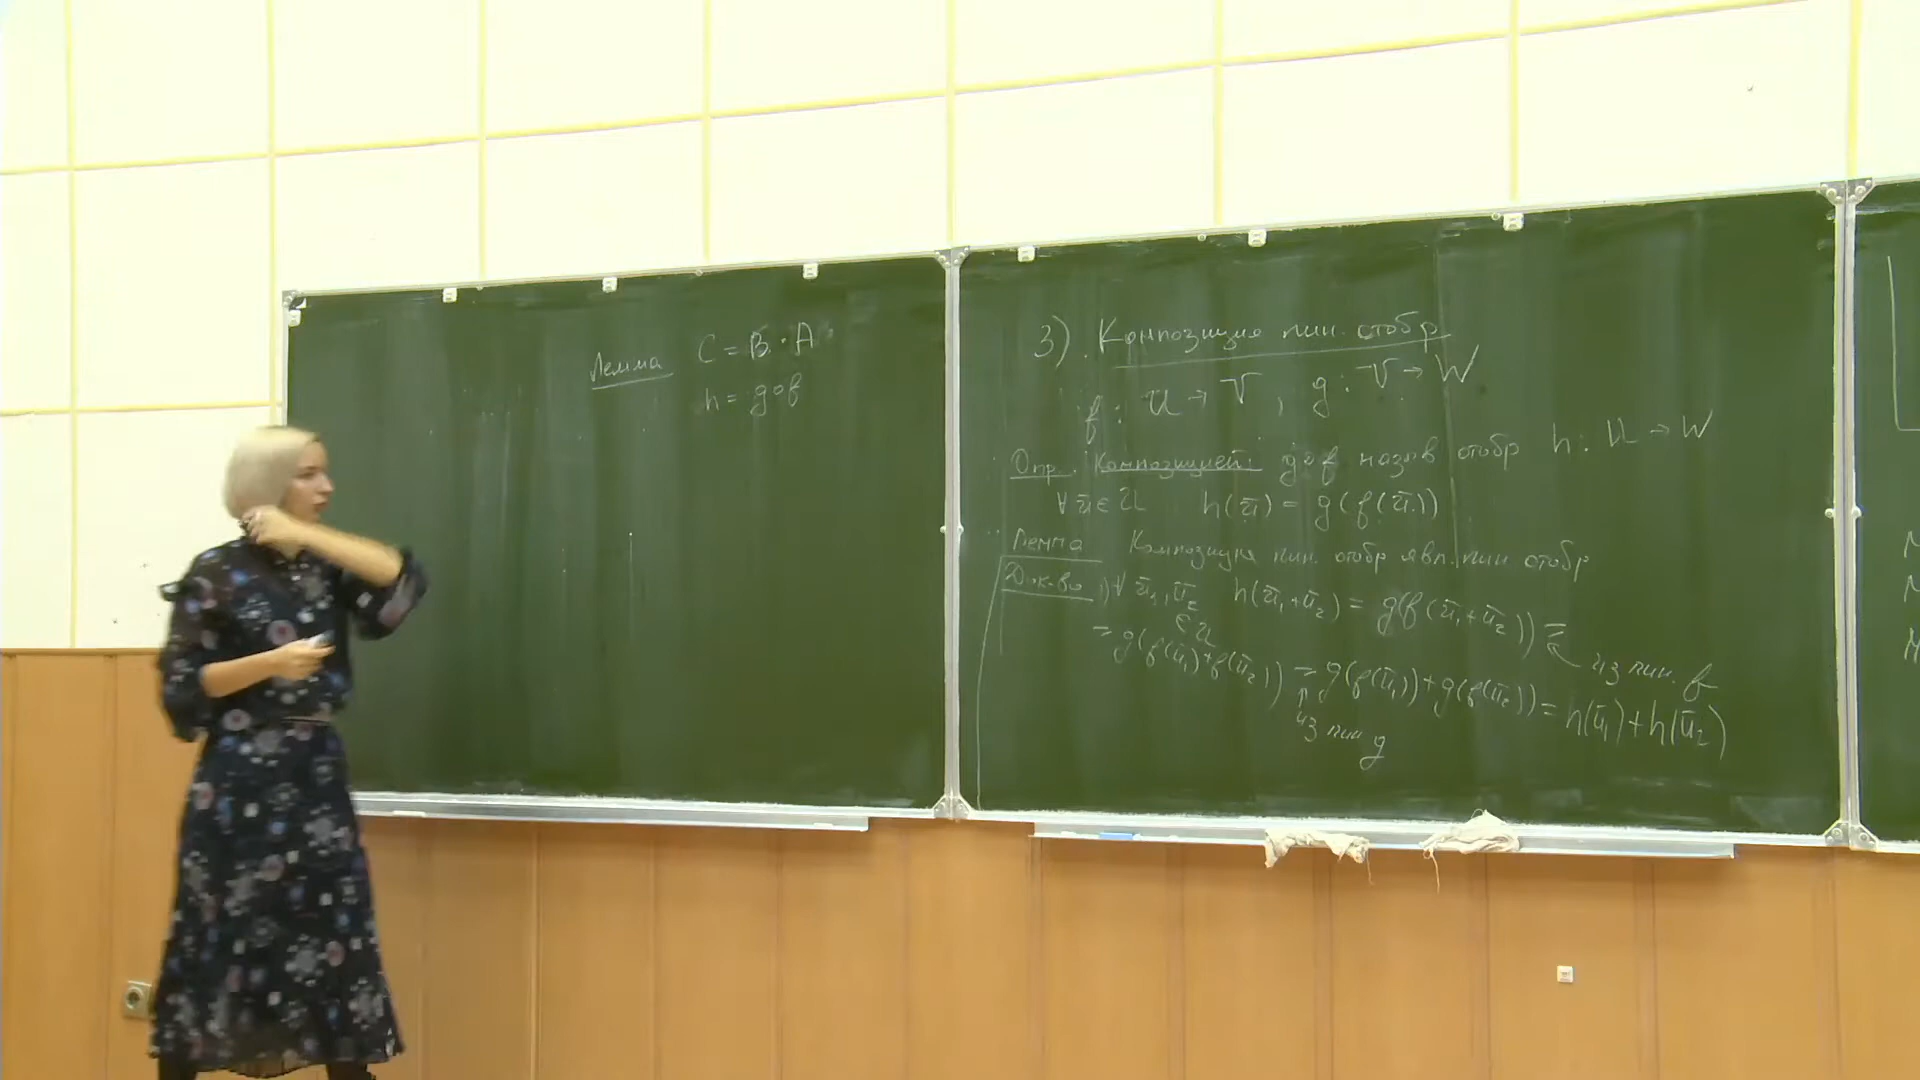 Лемма C = B · A
h = g∘f
3). Композиция лин. отобр
f: U → V, g: V → W
Опр. Композицией g∘f назыв отобр h: U → W
∀ ū ∈ U h(ū) = g(f(ū))
Лемма Композиция лин. отобр явл. лин отобр
Док-во 1) ∀ ū₁, ū₂ ∈ U h(ū₁+ū₂) = g(f(ū₁+ū₂)) =
из лин. f
= g(f(ū₁)+f(ū₂)) = g(f(ū₁))+g(f(ū₂)) = h(ū₁)+h(ū₂)
из лин g